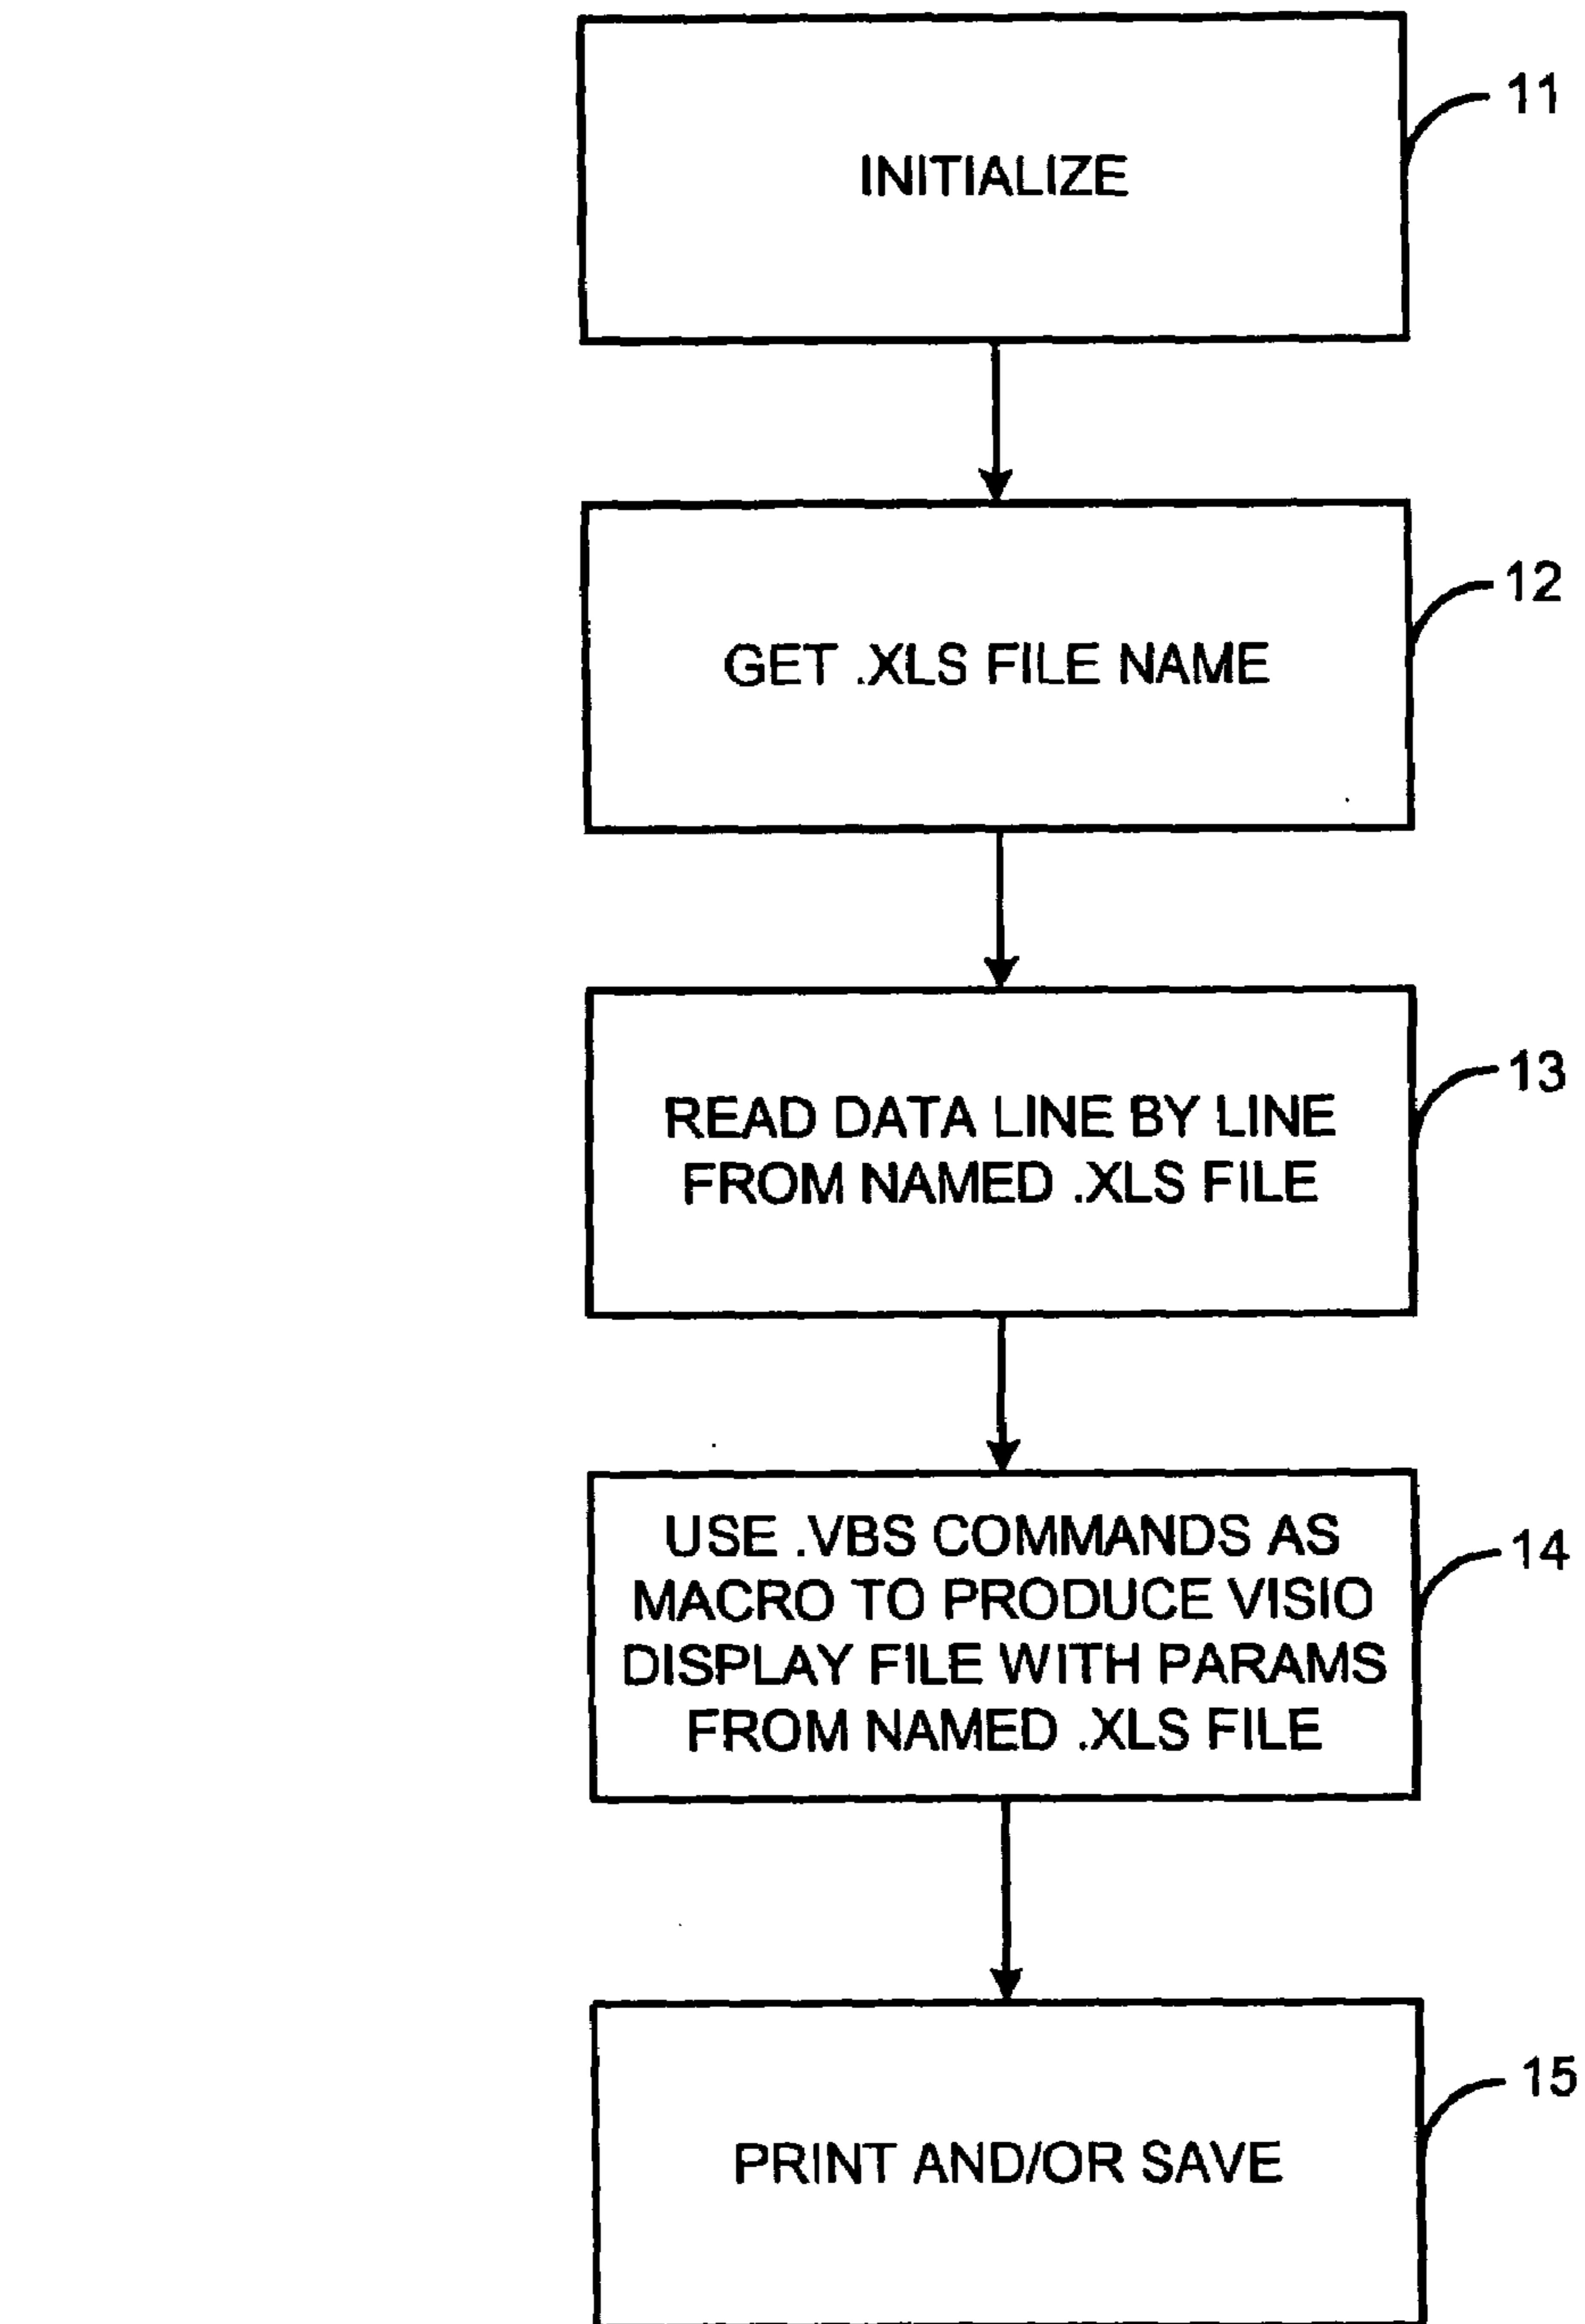 INITIALIZE
11
GET .XLS FILE NAME
12
READ DATA LINE BY LINE
FROM NAMED .XLS FILE
13
USE .VBS COMMANDS AS
MACRO TO PRODUCE VISIO
DISPLAY FILE WITH PARAMS
FROM NAMED .XLS FILE
14
PRINT AND/OR SAVE
15